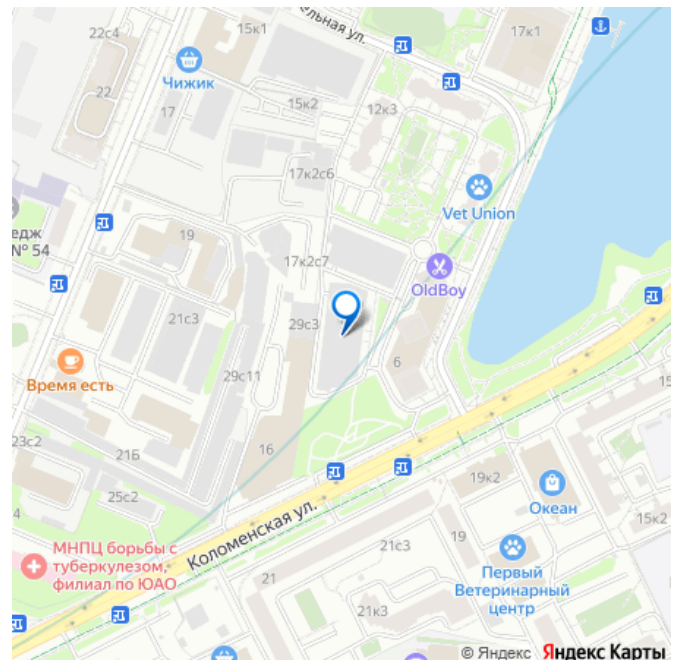 22с4
15к1
ельная ул.
17к1
Чижик
22
15к2
12к3
17
17к2с6
Vet Union
едж
№ 54
19
17к2с7
OldBoy
21с3
29с3
6
Время есть
29с11
15
23с2
21Б
16
19к2
25с2
Океан
4
Коломенская ул.
15к2
МНПЦ борьбы с
туберкулезом,
филиал по ЮАО
21с3
19
Первый
Ветеринарный
центр
21
21к3
© Яндекс Яндекс Карты